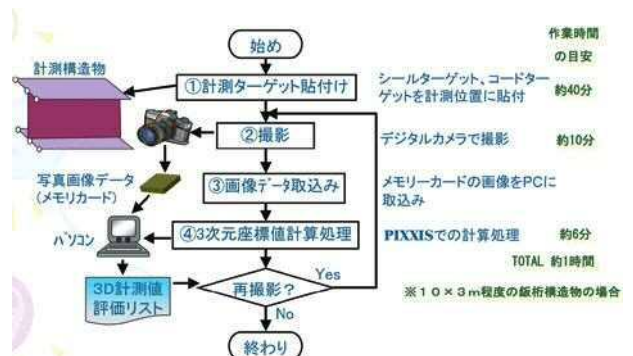 作業時間
の目安
始め
計測構造物
①計測ターゲット貼付け
シールターゲット、コードター
ゲットを計測位置に貼付
約40分
②撮影
デジタルカメラで撮影
約10分
写真画像データ
(メモリカード)
③画像データ取込み
メモリーカードの画像をPCに
取込み
パソコン
④3次元座標値計算処理
PIXXISでの計算処理
約6分
TOTAL 約1時間
3D計測値
評価リスト
再撮影？
Yes
※１０×３ｍ程度の鈑桁構造物の場合
No
終わり